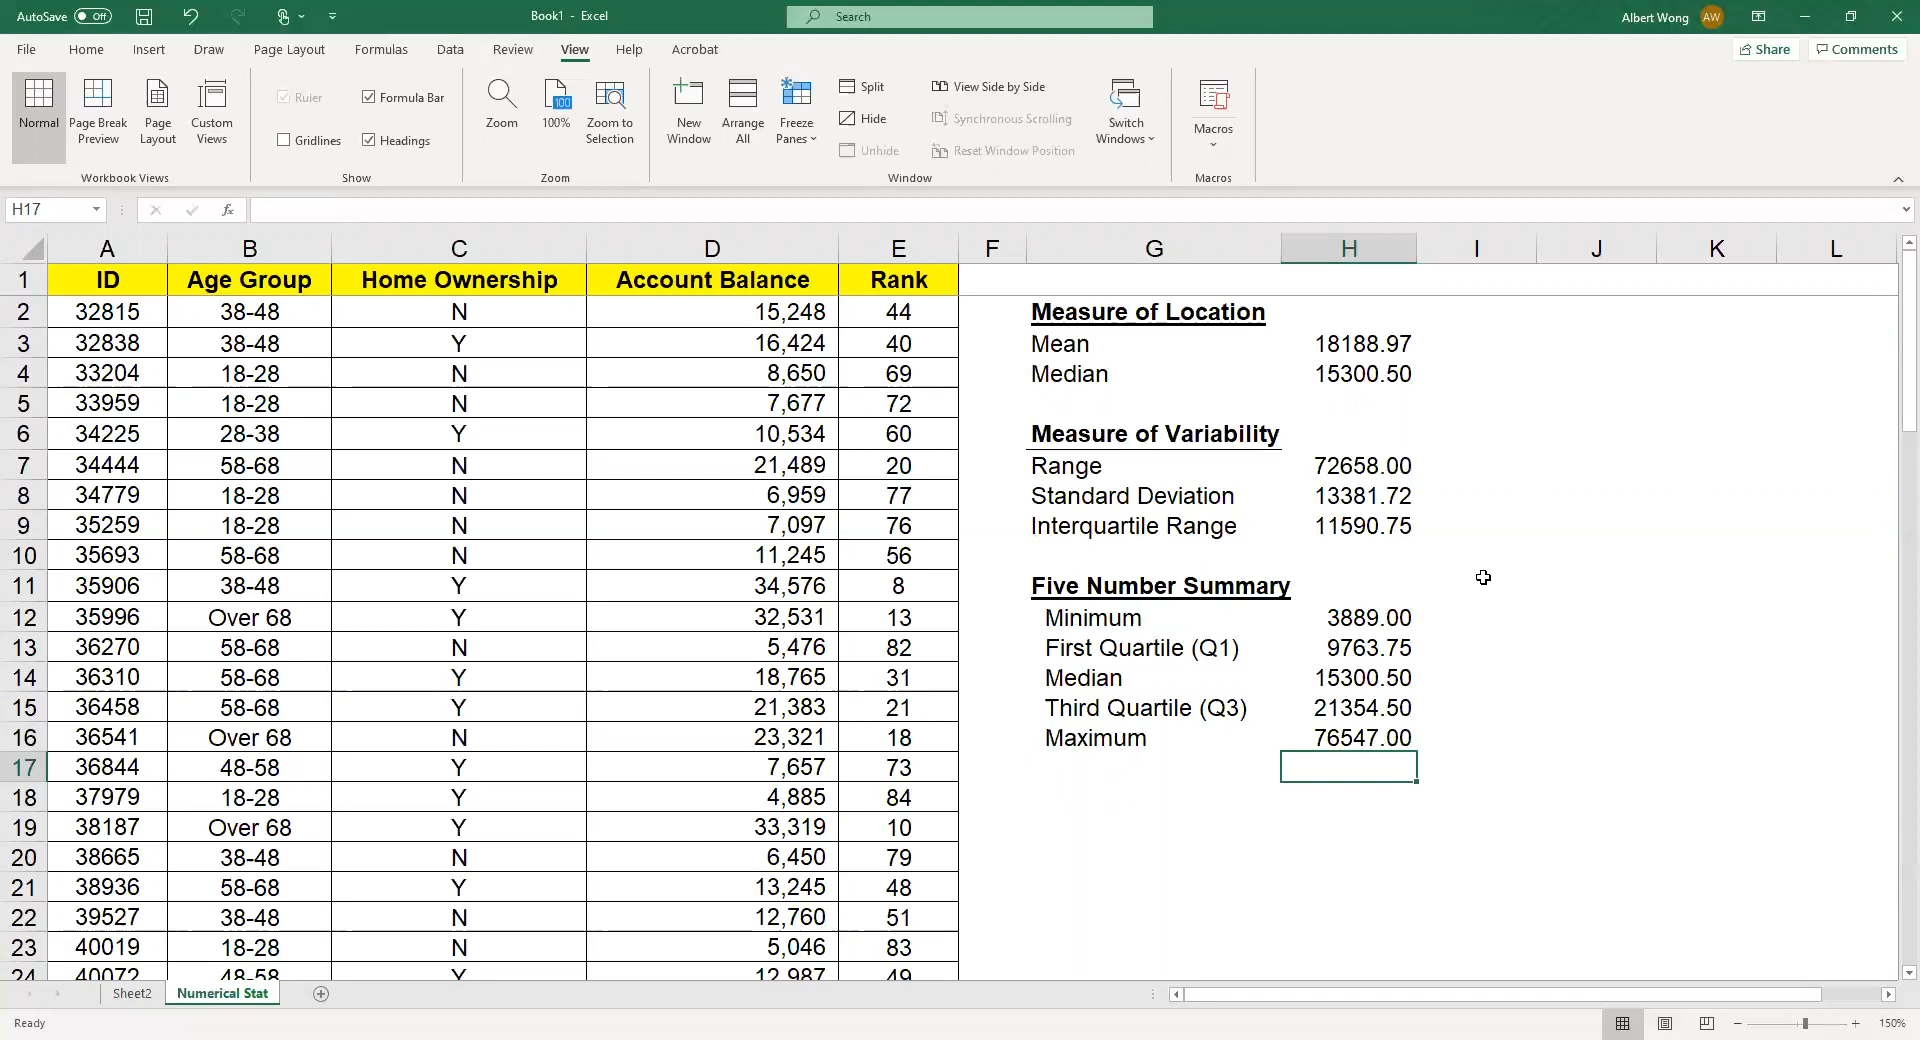 AutoSave Off Book1 - Excel Search Albert Wong AW
File Home Insert Draw Page Layout Formulas Data Review View Help Acrobat Share Comments
Normal Page Break Preview Page Layout Custom Views
Workbook Views
Ruler Formula Bar
Gridlines Headings
Show
Zoom 100% Zoom to Selection
Zoom
New Window Arrange All Freeze Panes
Split View Side by Side
Hide Synchronous Scrolling
Unhide Reset Window Position
Switch Windows
Window
Macros
Macros
H17 fx
A B C D E F G H I J K L
1 ID Age Group Home Ownership Account Balance Rank
2 32815 38-48 N 15,248 44 Measure of Location
3 32838 38-48 Y 16,424 40 Mean 18188.97
4 33204 18-28 N 8,650 69 Median 15300.50
5 33959 18-28 N 7,677 72
6 34225 28-38 Y 10,534 60 Measure of Variability
7 34444 58-68 N 21,489 20 Range 72658.00
8 34779 18-28 N 6,959 77 Standard Deviation 13381.72
9 35259 18-28 N 7,097 76 Interquartile Range 11590.75
10 35693 58-68 N 11,245 56
11 35906 38-48 Y 34,576 8 Five Number Summary
12 35996 Over 68 Y 32,531 13 Minimum 3889.00
13 36270 58-68 N 5,476 82 First Quartile (Q1) 9763.75
14 36310 58-68 Y 18,765 31 Median 15300.50
15 36458 58-68 Y 21,383 21 Third Quartile (Q3) 21354.50
16 36541 Over 68 N 23,321 18 Maximum 76547.00
17 36844 48-58 Y 7,657 73
18 37979 18-28 Y 4,885 84
19 38187 Over 68 Y 33,319 10
20 38665 38-48 N 6,450 79
21 38936 58-68 Y 13,245 48
22 39527 38-48 N 12,760 51
23 40019 18-28 N 5,046 83
24 40072 48-58 Y 12,987 49
Sheet2 Numerical Stat
Ready 150%